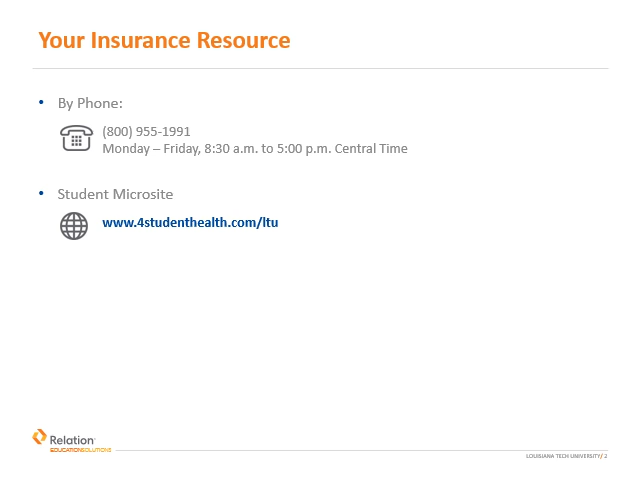 Your Insurance Resource
• By Phone:
(800) 955-1991
Monday – Friday, 8:30 a.m. to 5:00 p.m. Central Time
• Student Microsite
www.4studenthealth.com/ltu
Relation
EDUCATIONSOLUTIONS
LOUISIANA TECH UNIVERSITY/ 2